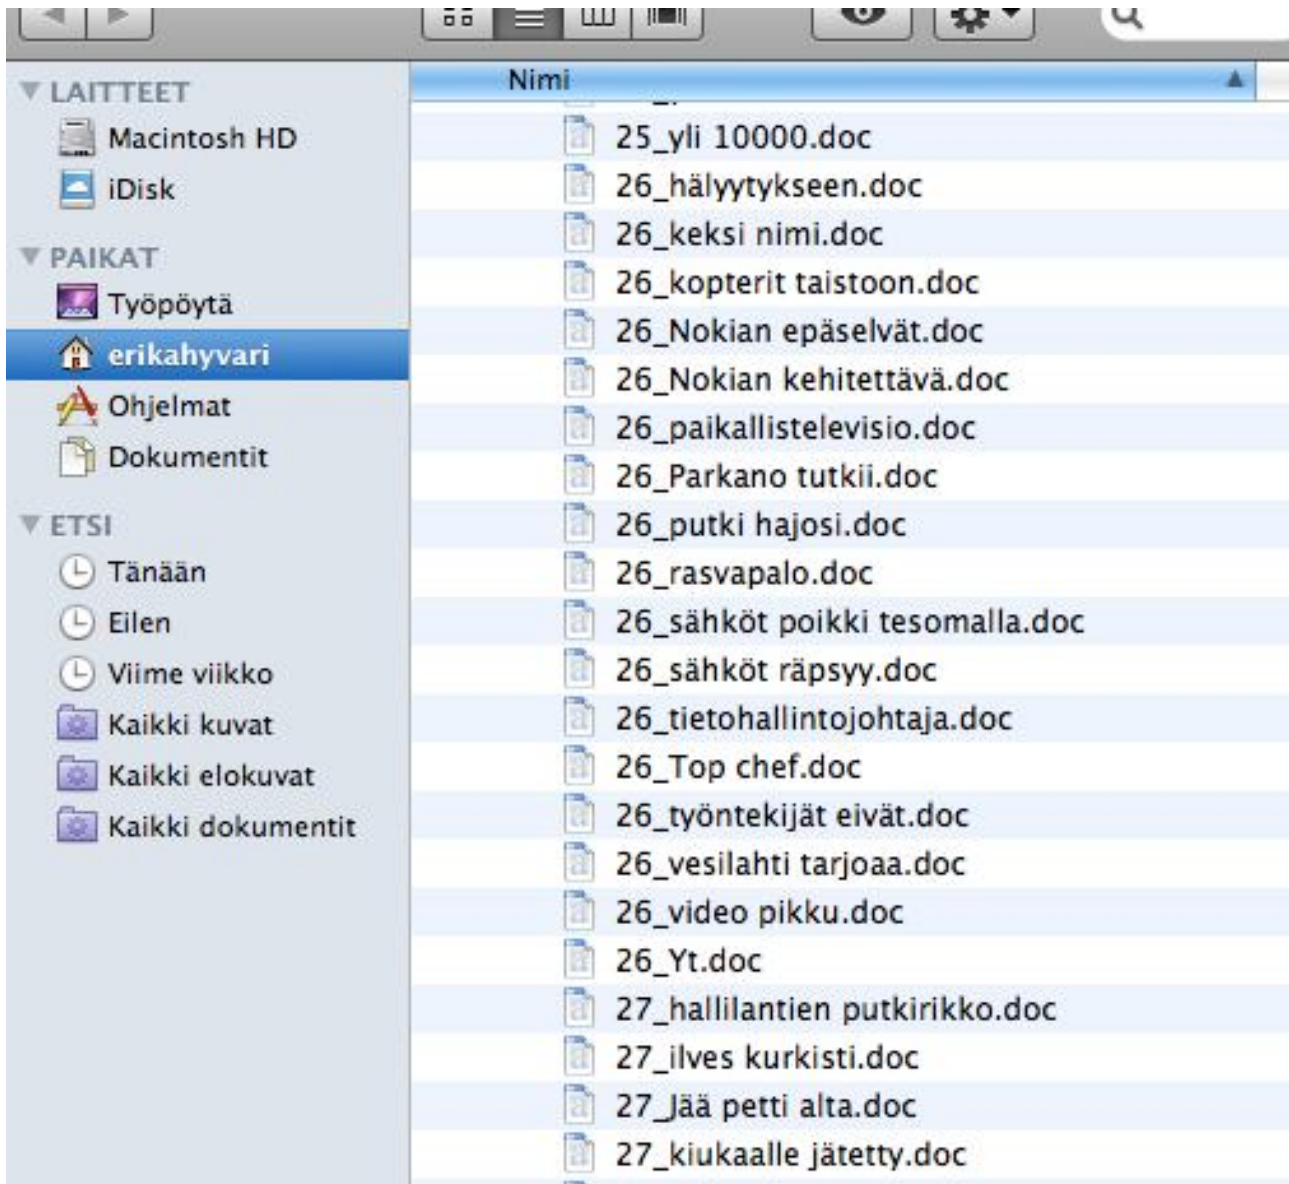 LAITTEET
Macintosh HD
iDisk
PAIKAT
Työpöytä
erikahyvari
Ohjelmat
Dokumentit
ETSI
Tänään
Eilen
Viime viikko
Kaikki kuvat
Kaikki elokuvat
Kaikki dokumentit
Nimi
25_yli 10000.doc
26_hälyytykseen.doc
26_keksi nimi.doc
26_kopterit taistoon.doc
26_Nokian epäselvät.doc
26_Nokian kehitettävä.doc
26_paikallistelevisio.doc
26_Parkano tutkii.doc
26_putki hajosi.doc
26_rasvapalo.doc
26_sähköt poikki tesomalla.doc
26_sähköt räpsyy.doc
26_tietohallintojohtaja.doc
26_Top chef.doc
26_työntekijät eivät.doc
26_vesilahti tarjoaa.doc
26_video pikku.doc
26_Yt.doc
27_hallilantien putkirikko.doc
27_ilves kurkisti.doc
27_Jää petti alta.doc
27_kiukaalle jätetty.doc